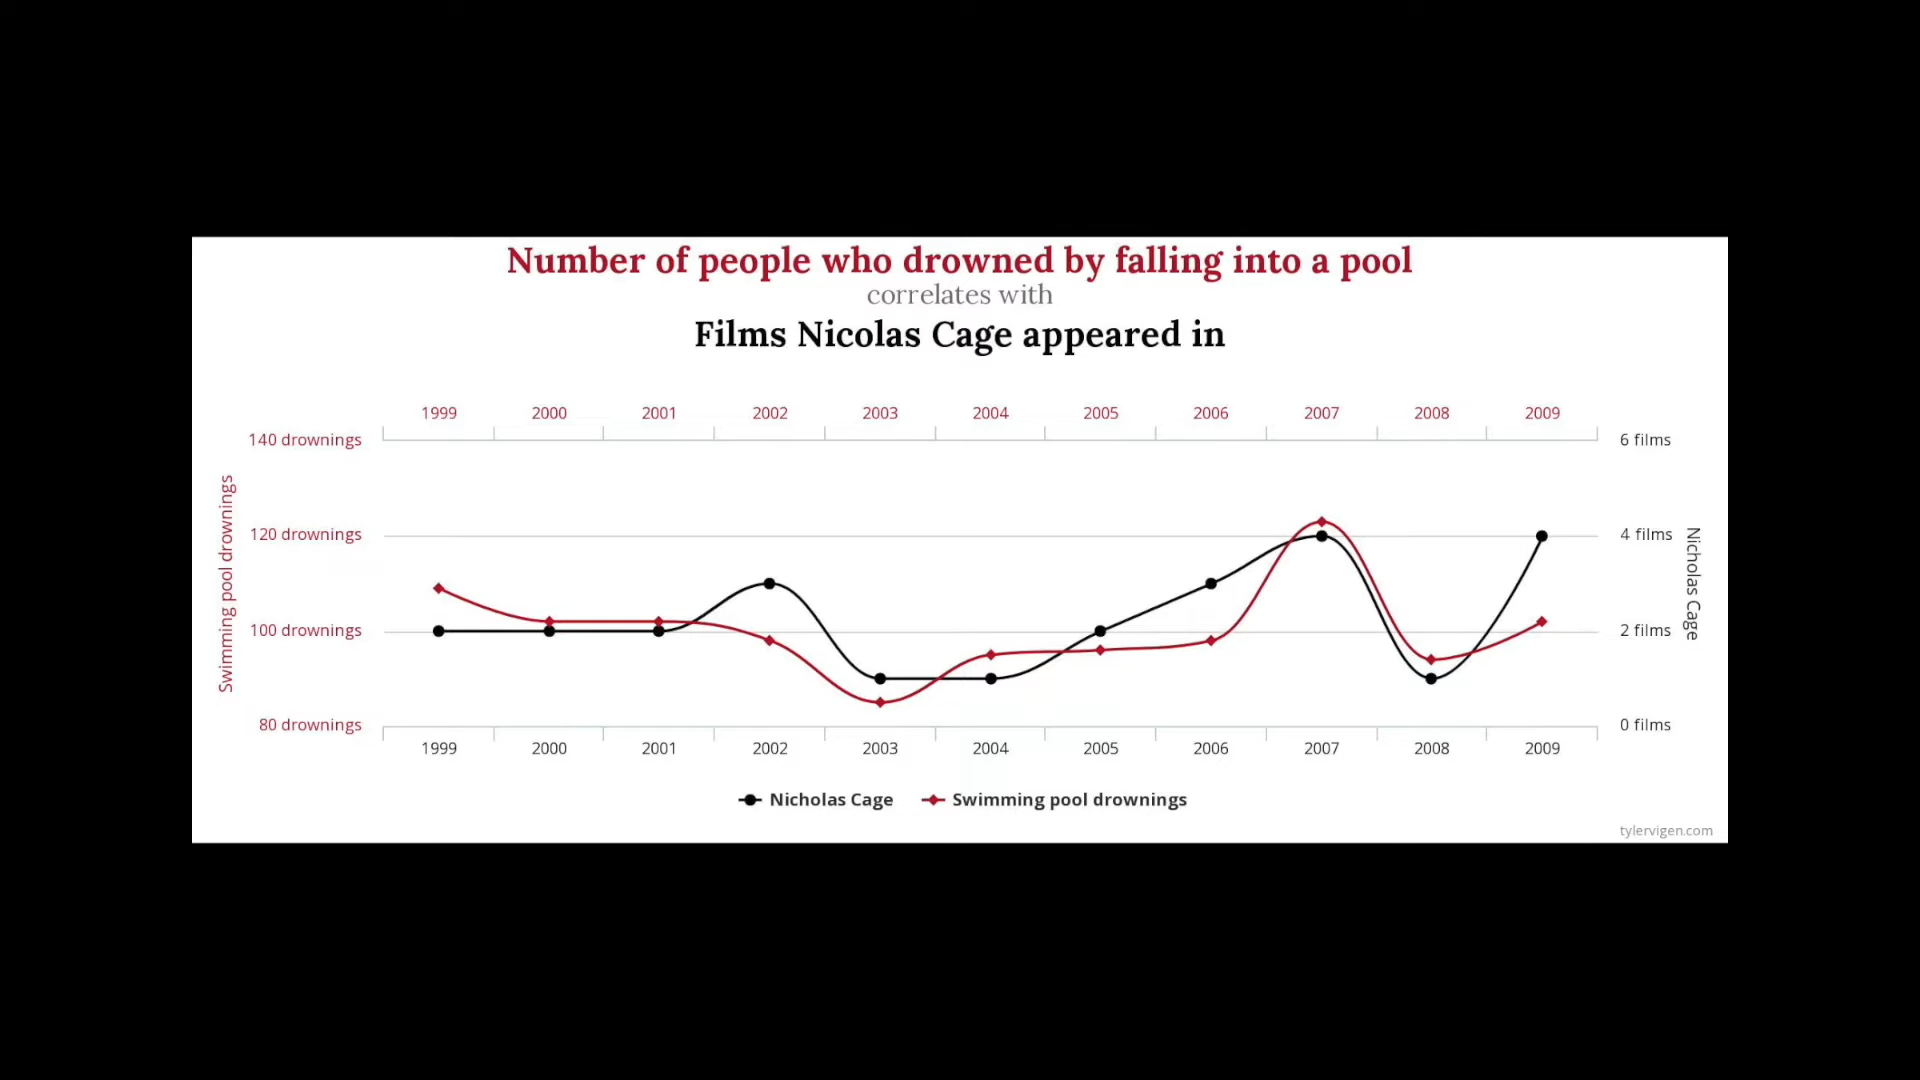 Number of people who drowned by falling into a pool
correlates with
Films Nicolas Cage appeared in
1999 2000 2001 2002 2003 2004 2005 2006 2007 2008 2009
140 drownings 6 films
120 drownings 4 films
100 drownings 2 films
80 drownings 0 films
Swimming pool drownings
Nicholas Cage
1999 2000 2001 2002 2003 2004 2005 2006 2007 2008 2009
Nicholas Cage Swimming pool drownings
tylervigen.com